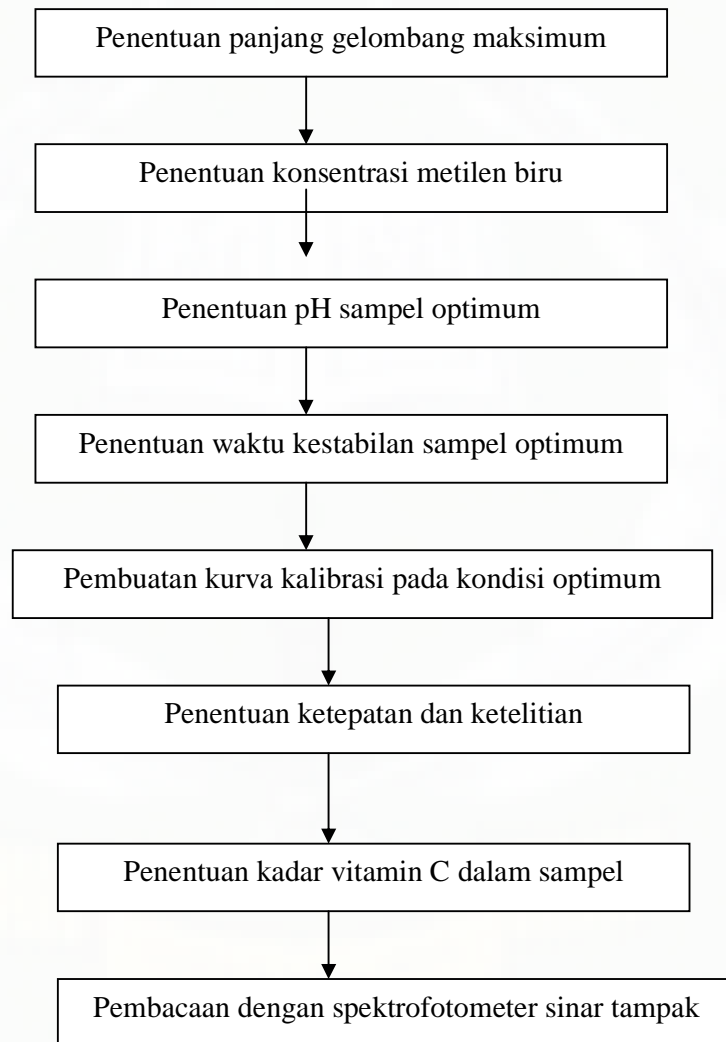 Penentuan panjang gelombang maksimum
Penentuan konsentrasi metilen biru
Penentuan pH sampel optimum
Penentuan waktu kestabilan sampel optimum
Pembuatan kurva kalibrasi pada kondisi optimum
Penentuan ketepatan dan ketelitian
Penentuan kadar vitamin C dalam sampel
Pembacaan dengan spektrofotometer sinar tampak